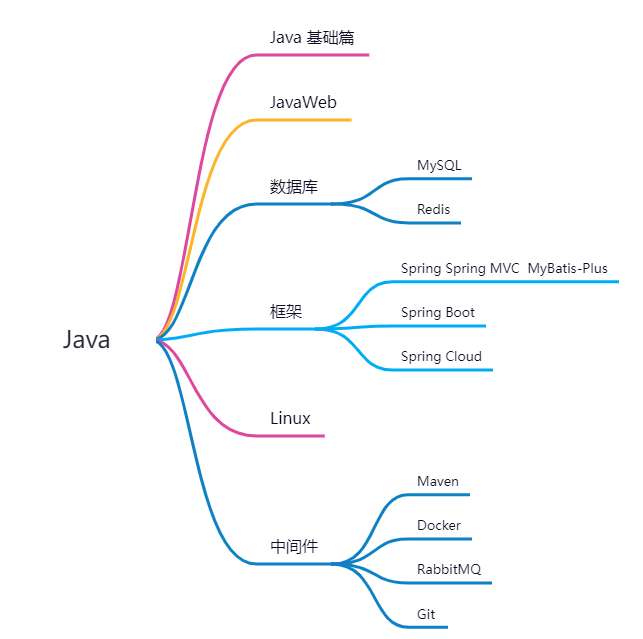 Java 基础篇
JavaWeb
数据库
MySQL
Redis
框架
Spring Spring MVC  MyBatis-Plus
Spring Boot
Spring Cloud
Java
Linux
中间件
Maven
Docker
RabbitMQ
Git